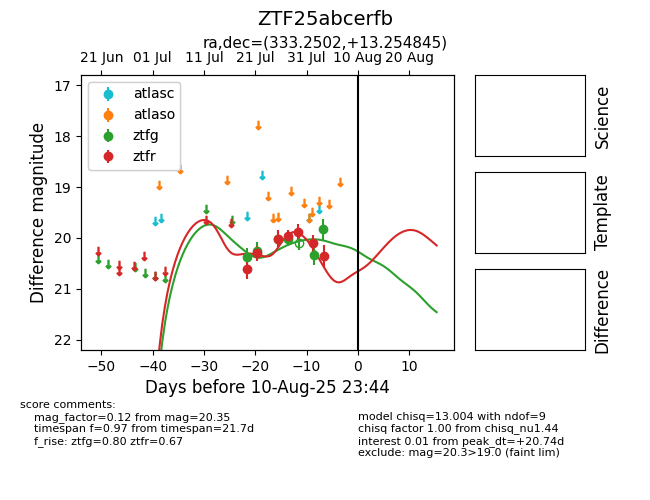 ZTF25abcerfb
ra,dec=(333.2502,+13.254845)
21 Jun 01 Jul 11 Jul 21 Jul 31 Jul 10 Aug 20 Aug
17
18
19
20
21
22
Difference magnitude
atlasc
atlaso
ztfg
ztfr
−50 −40 −30 −20 −10 0 10
Days before 10-Aug-25 23:44
Science
Template
Difference
score comments:
mag_factor=0.12 from mag=20.35
timespan f=0.97 from timespan=21.7d
f_rise: ztfg=0.80 ztfr=0.67
model chisq=13.004 with ndof=9
chisq factor 1.00 from chisq_nu1.44
interest 0.01 from peak_dt=+20.74d
exclude: mag=20.3>19.0 (faint lim)